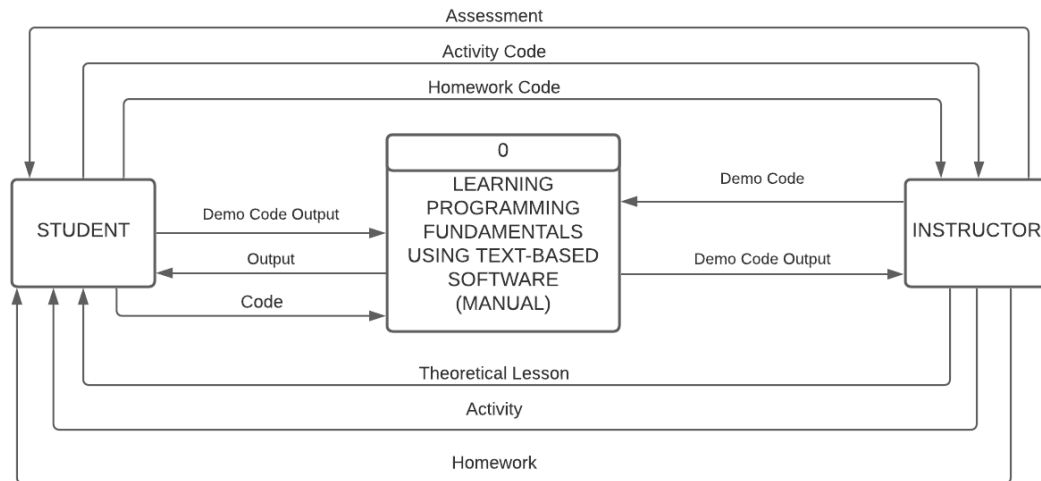 Assessment
Activity Code
Homework Code
0
LEARNING
PROGRAMMING
FUNDAMENTALS
USING TEXT-BASED
SOFTWARE
(MANUAL)
STUDENT
Demo Code Output
Output
Code
Demo Code
Demo Code Output
INSTRUCTOR
Theoretical Lesson
Activity
Homework